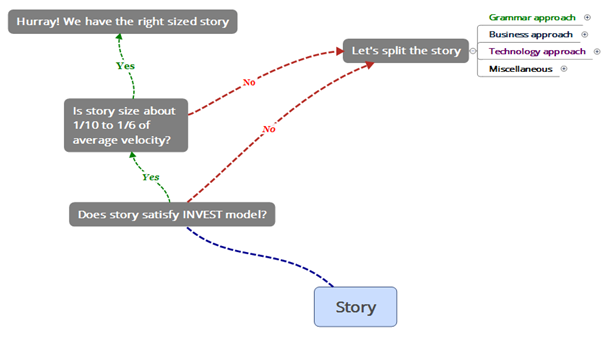 Hurray! We have the right sized story
Let's split the story
Grammar approach
Business approach
Technology approach
Miscellaneous
Yes
No
Is story size about
1/10 to 1/6 of
average velocity?
No
Yes
Does story satisfy INVEST model?
Story